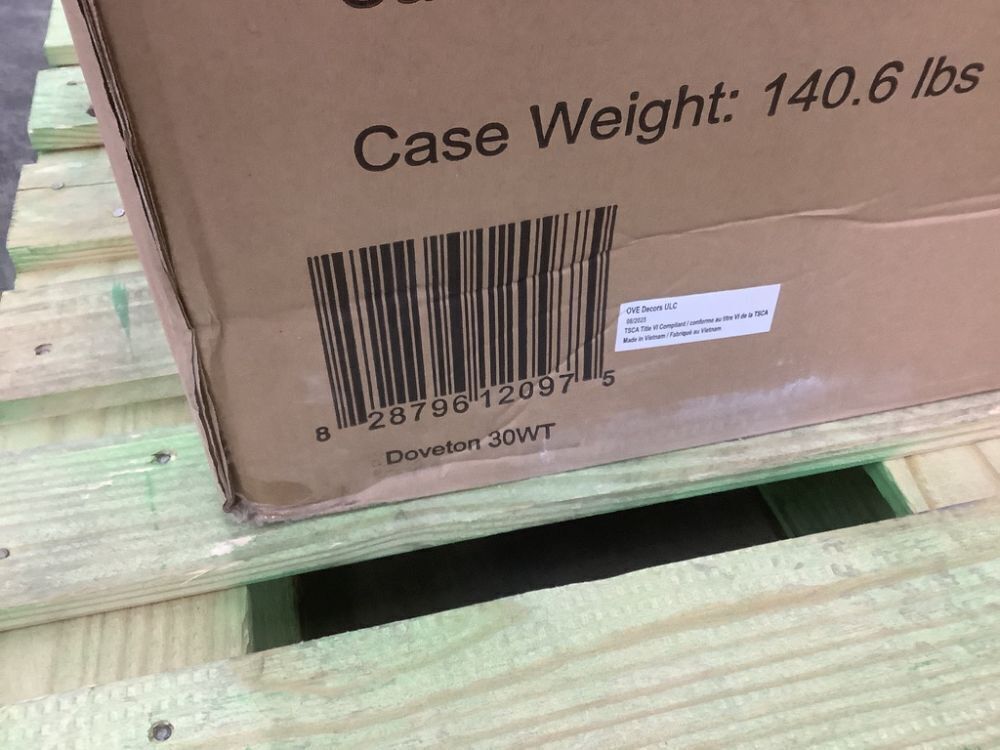 Case Weight: 140.6 lbs
8 28796 12097 5
Doveton 30WT
OVE Decors ULC
08/2025
TSCA Title VI Compliant / conforme au titre VI de la TSCA
Made in Vietnam / Fabriqué au Vietnam